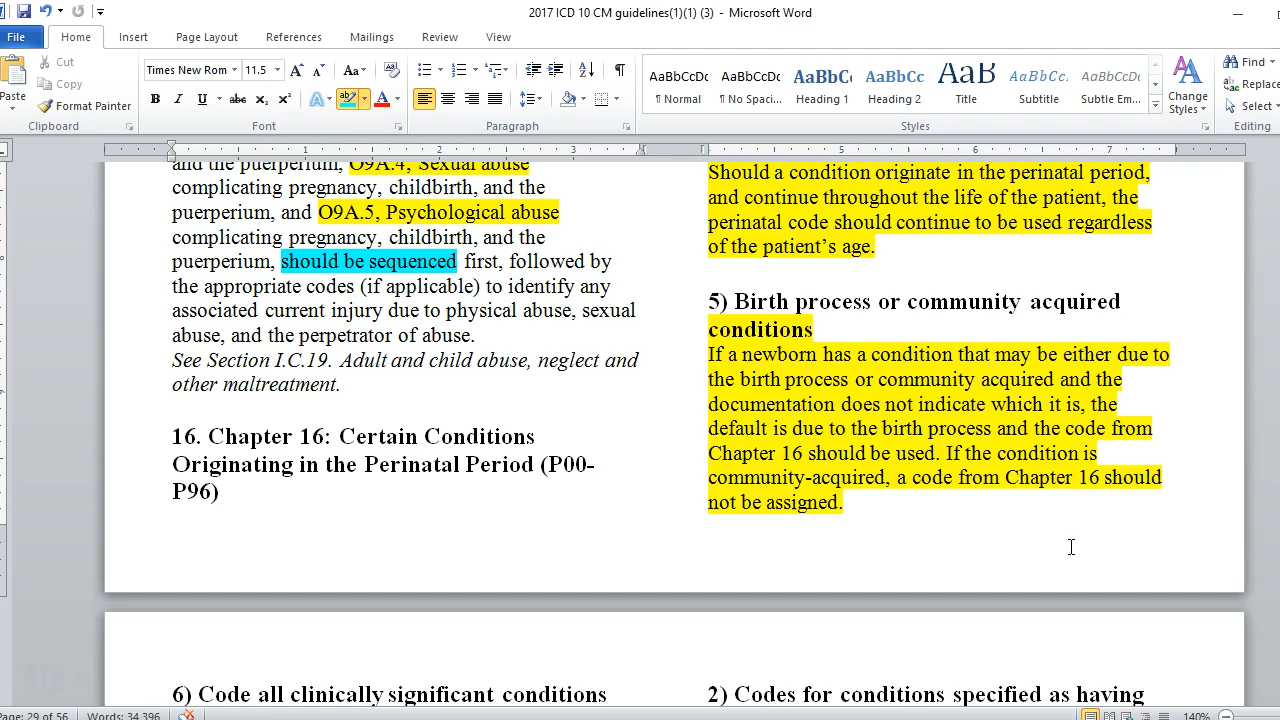 2017 ICD 10 CM guidelines(1)(1) (3) - Microsoft Word
File Home Insert Page Layout References Mailings Review View
Cut
Copy
Paste
Format Painter
Clipboard
Times New Rom 11.5
Font
Paragraph
AaBbCcDc AaBbCcDc AaBbC AaBbCc AaB AaBbCcL AaBbCcDc
¶ Normal ¶ No Spaci... Heading 1 Heading 2 Title Subtitle Subtle Em...
Change
Styles
Styles
Find
Replace
Select
Editing
1 2 3 5 6 7
and the puerperium, O9A.4, Sexual abuse
complicating pregnancy, childbirth, and the
puerperium, and O9A.5, Psychological abuse
complicating pregnancy, childbirth, and the
puerperium, should be sequenced first, followed by
the appropriate codes (if applicable) to identify any
associated current injury due to physical abuse, sexual
abuse, and the perpetrator of abuse.
See Section I.C.19. Adult and child abuse, neglect and
other maltreatment.
16. Chapter 16: Certain Conditions
Originating in the Perinatal Period (P00-
P96)
Should a condition originate in the perinatal period,
and continue throughout the life of the patient, the
perinatal code should continue to be used regardless
of the patient’s age.
5) Birth process or community acquired
conditions
If a newborn has a condition that may be either due to
the birth process or community acquired and the
documentation does not indicate which it is, the
default is due to the birth process and the code from
Chapter 16 should be used. If the condition is
community-acquired, a code from Chapter 16 should
not be assigned.
6) Code all clinically significant conditions
2) Codes for conditions specified as having
Page: 29 of 56 Words: 34,396 140%